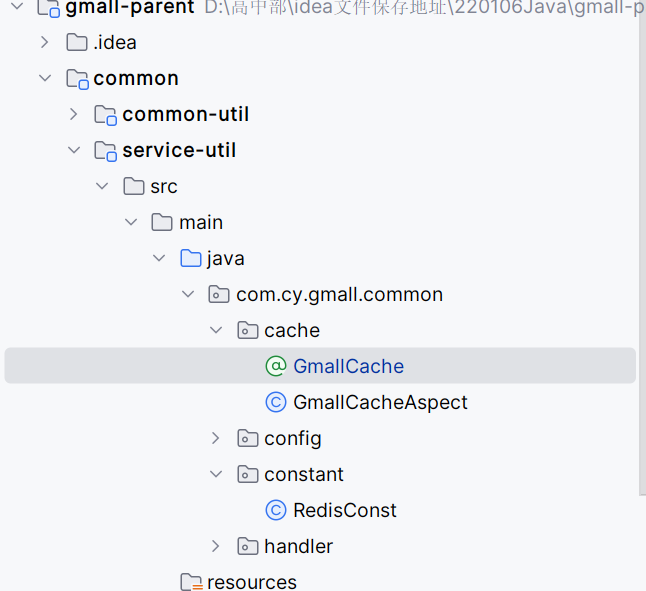 gmall-parent D:\高中部\idea文件保存地址\220106Java\gmall-p
.idea
common
common-util
service-util
src
main
java
com.cy.gmall.common
cache
GmallCache
GmallCacheAspect
config
constant
RedisConst
handler
resources